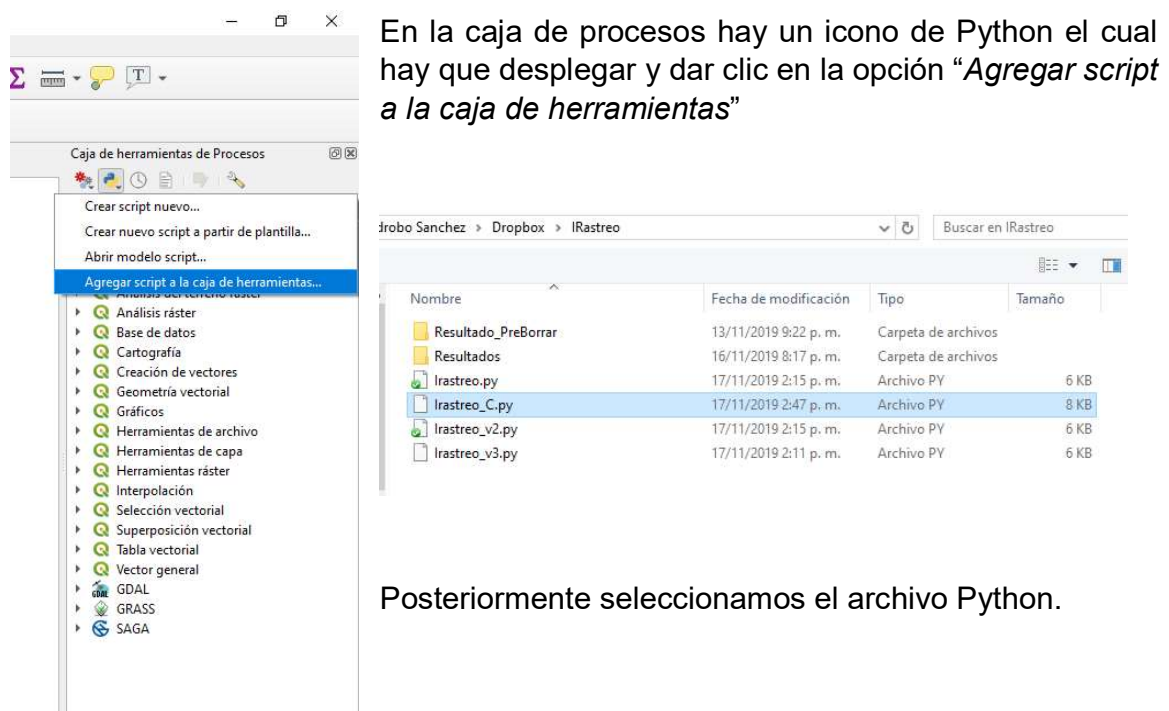 En la caja de procesos hay un icono de Python el cual
hay que desplegar y dar clic en la opción “Agregar script
a la caja de herramientas”
Σ
T
Caja de herramientas de Procesos
Crear script nuevo...
Crear nuevo script a partir de plantilla...
Abrir modelo script...
Agregar script a la caja de herramientas...
Análisis del terreno ráster
Análisis ráster
Base de datos
Cartografía
Creación de vectores
Geometría vectorial
Gráficos
Herramientas de archivo
Herramientas de capa
Herramientas ráster
Interpolación
Selección vectorial
Superposición vectorial
Tabla vectorial
Vector general
GDAL
GRASS
SAGA
drobo Sanchez > Dropbox > IRastreo Buscar en IRastreo
Nombre Fecha de modificación Tipo Tamaño
Resultado_PreBorrar 13/11/2019 9:22 p. m. Carpeta de archivos
Resultados 16/11/2019 8:17 p. m. Carpeta de archivos
Irastreo.py 17/11/2019 2:15 p. m. Archivo PY 6 KB
Irastreo_C.py 17/11/2019 2:47 p. m. Archivo PY 8 KB
Irastreo_v2.py 17/11/2019 2:15 p. m. Archivo PY 6 KB
Irastreo_v3.py 17/11/2019 2:11 p. m. Archivo PY 6 KB
Posteriormente seleccionamos el archivo Python.